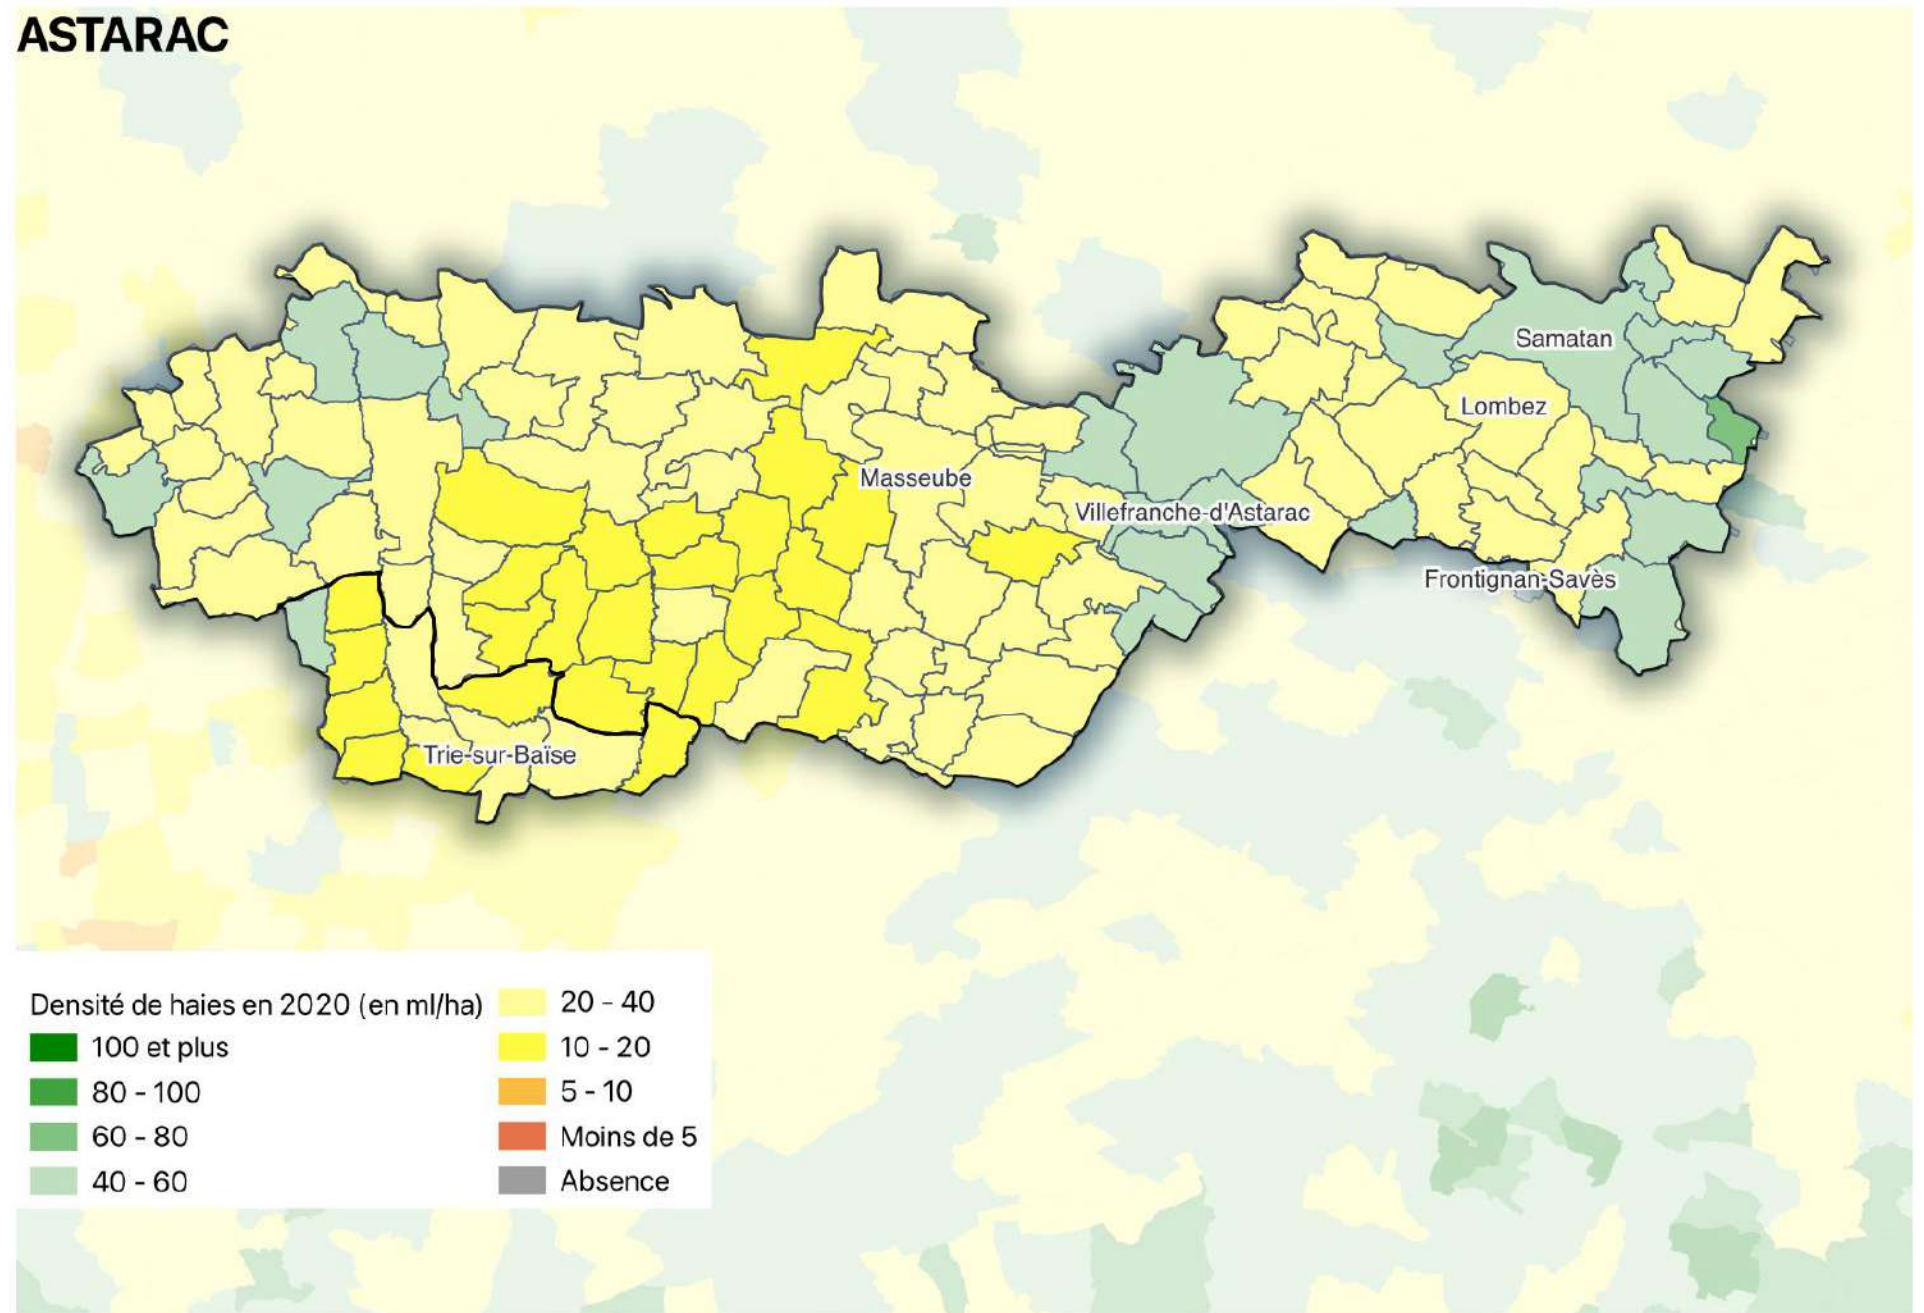 ASTARAC
Samatan
Lombez
Masseube
Villefranche-d'Astarac
Frontignan-Savès
Trie-sur-Baïse
Densité de haies en 2020 (en ml/ha)
100 et plus
80 - 100
60 - 80
40 - 60
20 - 40
10 - 20
5 - 10
Moins de 5
Absence